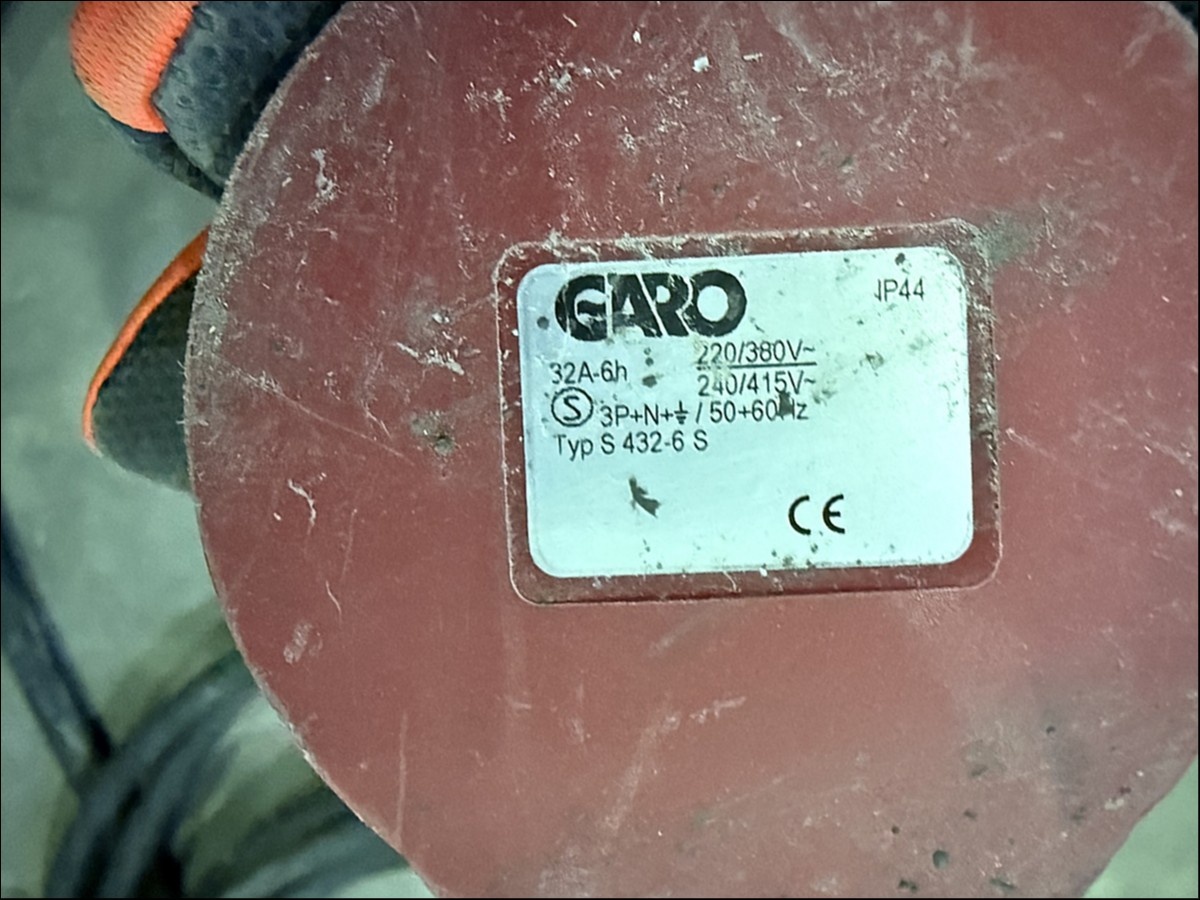 GARO IP44
32A-6h 220/380V~
240/415V~
Ⓢ 3P+N+⏚ / 50+60Hz
Typ S 432-6 S
CE